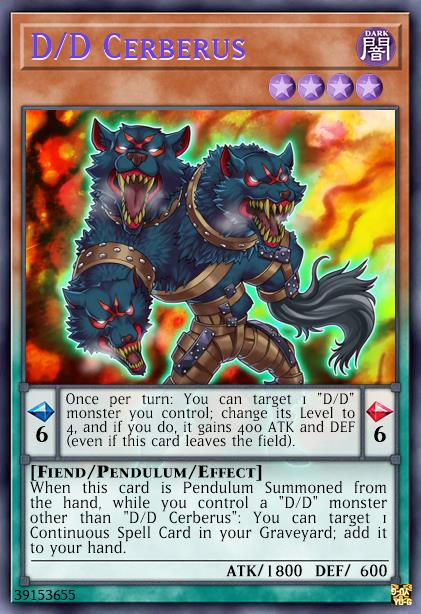 D/D Cerberus
DARK
闇
Once per turn: You can target 1 "D/D"
monster you control; change its Level to
4, and if you do, it gains 400 ATK and DEF
(even if this card leaves the field).
6
6
[Fiend/Pendulum/Effect]
When this card is Pendulum Summoned from
the hand, while you control a "D/D" monster
other than "D/D Cerberus": You can target 1
Continuous Spell Card in your Graveyard; add it
to your hand.
ATK/1800 DEF/ 600
39153655